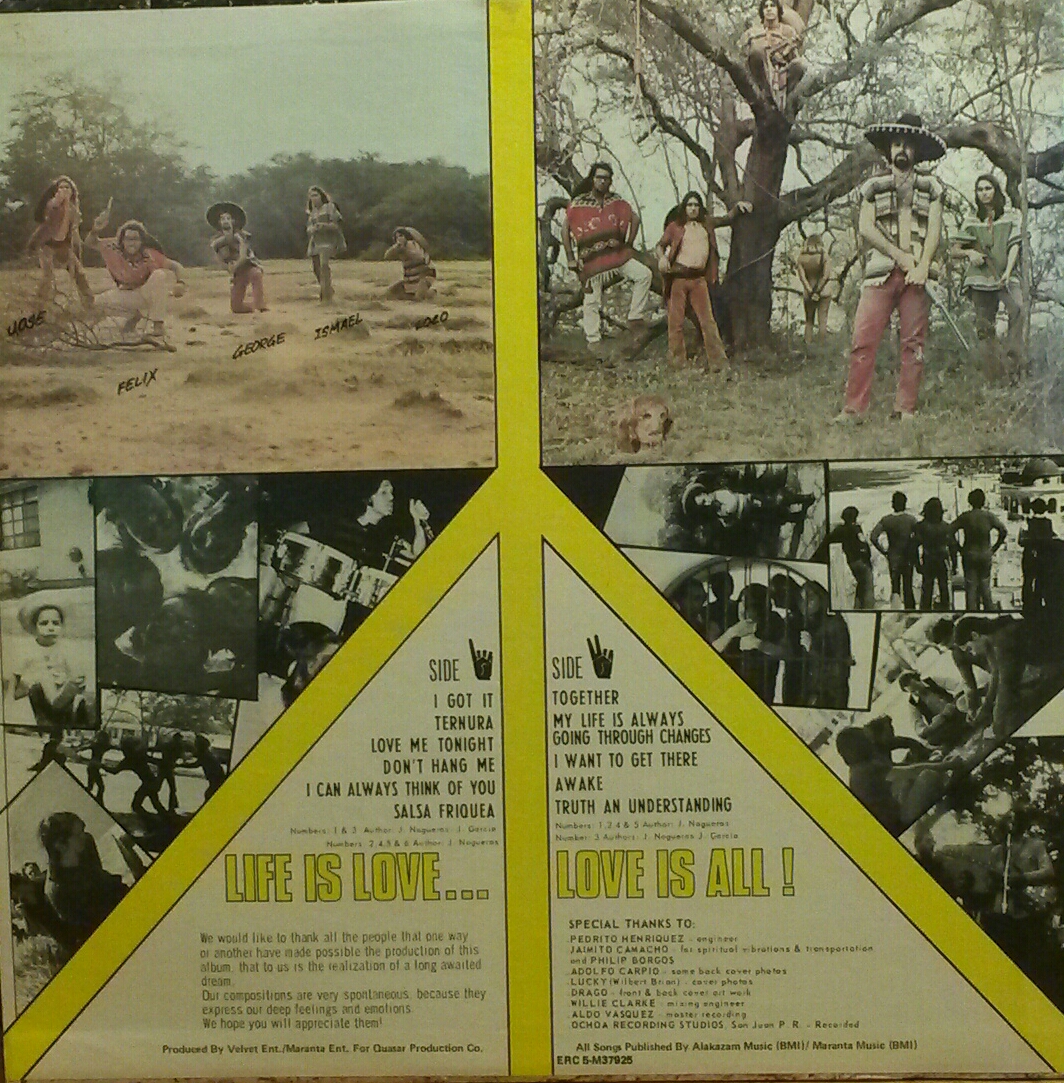 JOSE
FELIX
GEORGE
ISMAEL
LOCO
SIDE
I GOT IT
TERNURA
LOVE ME TONIGHT
DON'T HANG ME
I CAN ALWAYS THINK OF YOU
SALSA FRIQUEA
Numbers: 1 & 3 Author: J. Nogueras: J. Garcia
Numbers: 2,4,5 & 6 Author: J. Nogueras
LIFE IS LOVE...
We would like to thank all the people that one way
or another have made possible the production of this
album, that to us is the realization of a long awaited
dream.
Our compositions are very spontaneous, because they
express our deep feelings and emotions.
We hope you will appreciate them!
Produced By Velvet Ent./Maranta Ent. For Quasar Production Co.
SIDE
TOGETHER
MY LIFE IS ALWAYS
GOING THROUGH CHANGES
I WANT TO GET THERE
AWAKE
TRUTH AN UNDERSTANDING
Numbers: 1,2,4 & 5 Author: J. Nogueras
Number: 3 Authors: J. Nogueras J. Garcia
LOVE IS ALL!
SPECIAL THANKS TO:
PEDRITO HENRIQUEZ - engineer
JAIMITO CAMACHO - for spiritual vibrations & transportation
and PHILIP BORGOS
ADOLFO CARPIO - some back cover photos
LUCKY (Wilbert Brian) - cover photos
DRAGO - front & back cover art work
WILLIE CLARKE - mixing engineer
ALDO VASQUEZ - master recording
OCHOA RECORDING STUDIOS, San Juan P.R. - Recorded
All Songs Published By Alakazam Music (BMI)/ Maranta Music (BMI)
ERC 5-M37925